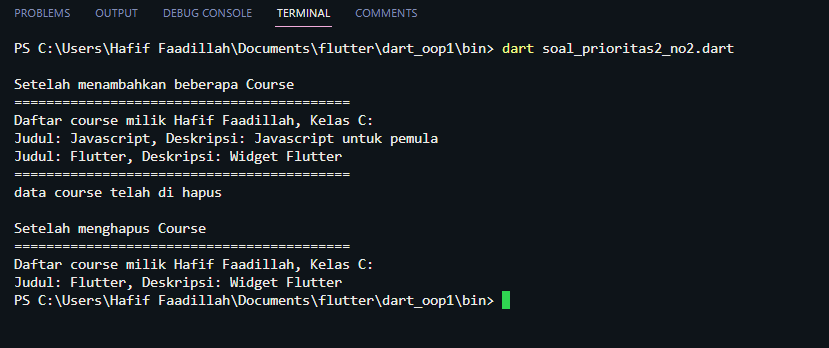 PROBLEMS OUTPUT DEBUG CONSOLE TERMINAL COMMENTS
PS C:\Users\Hafif Faadillah\Documents\flutter\dart_oop1\bin> dart soal_prioritas2_no2.dart
Setelah menambahkan beberapa Course
==========================================
Daftar course milik Hafif Faadillah, Kelas C:
Judul: Javascript, Deskripsi: Javascript untuk pemula
Judul: Flutter, Deskripsi: Widget Flutter
==========================================
data course telah di hapus
Setelah menghapus Course
==========================================
Daftar course milik Hafif Faadillah, Kelas C:
Judul: Flutter, Deskripsi: Widget Flutter
PS C:\Users\Hafif Faadillah\Documents\flutter\dart_oop1\bin>